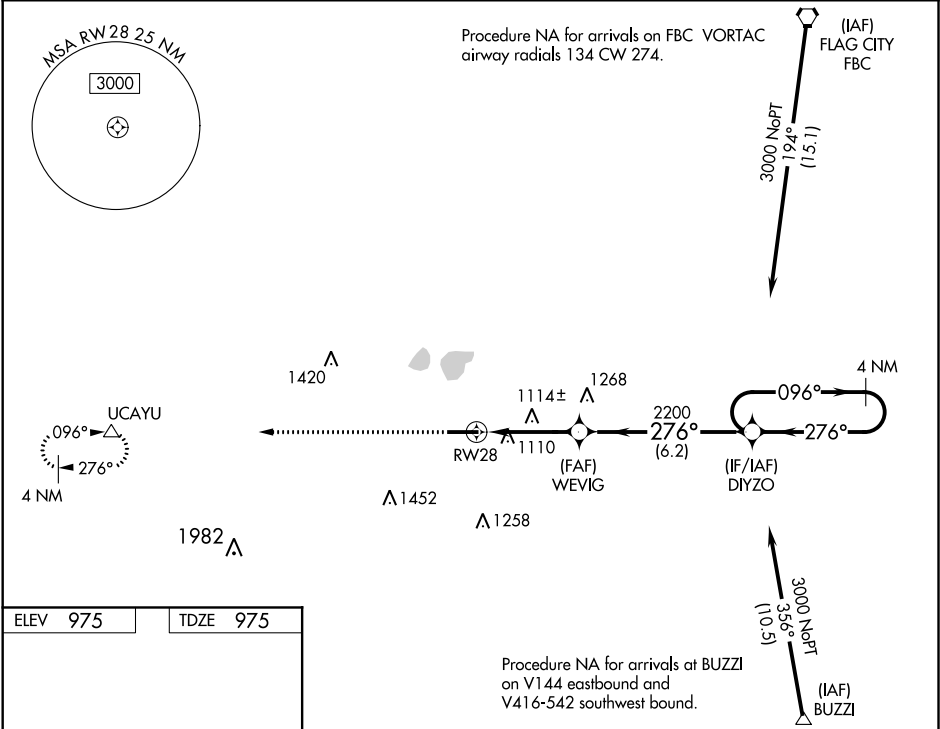 MSA RW 28 25 NM
3000
Procedure NA for arrivals on FBC VORTAC
airway radials 134 CW 274.
(IAF)
FLAG CITY
FBC
3000 NoPT
194°
(15.1)
1420
1114±
1268
4 NM
096°
276°
UCAYU
096°
276°
4 NM
RW28
1110
2200
276°
(6.2)
(FAF)
WEVIG
(IF/IAF)
DIYZO
1452
1258
1982
3000 NoPT
356°
(10.5)
ELEV 975
TDZE 975
Procedure NA for arrivals at BUZZI
on V144 eastbound and
V416-542 southwest bound.
(IAF)
BUZZI